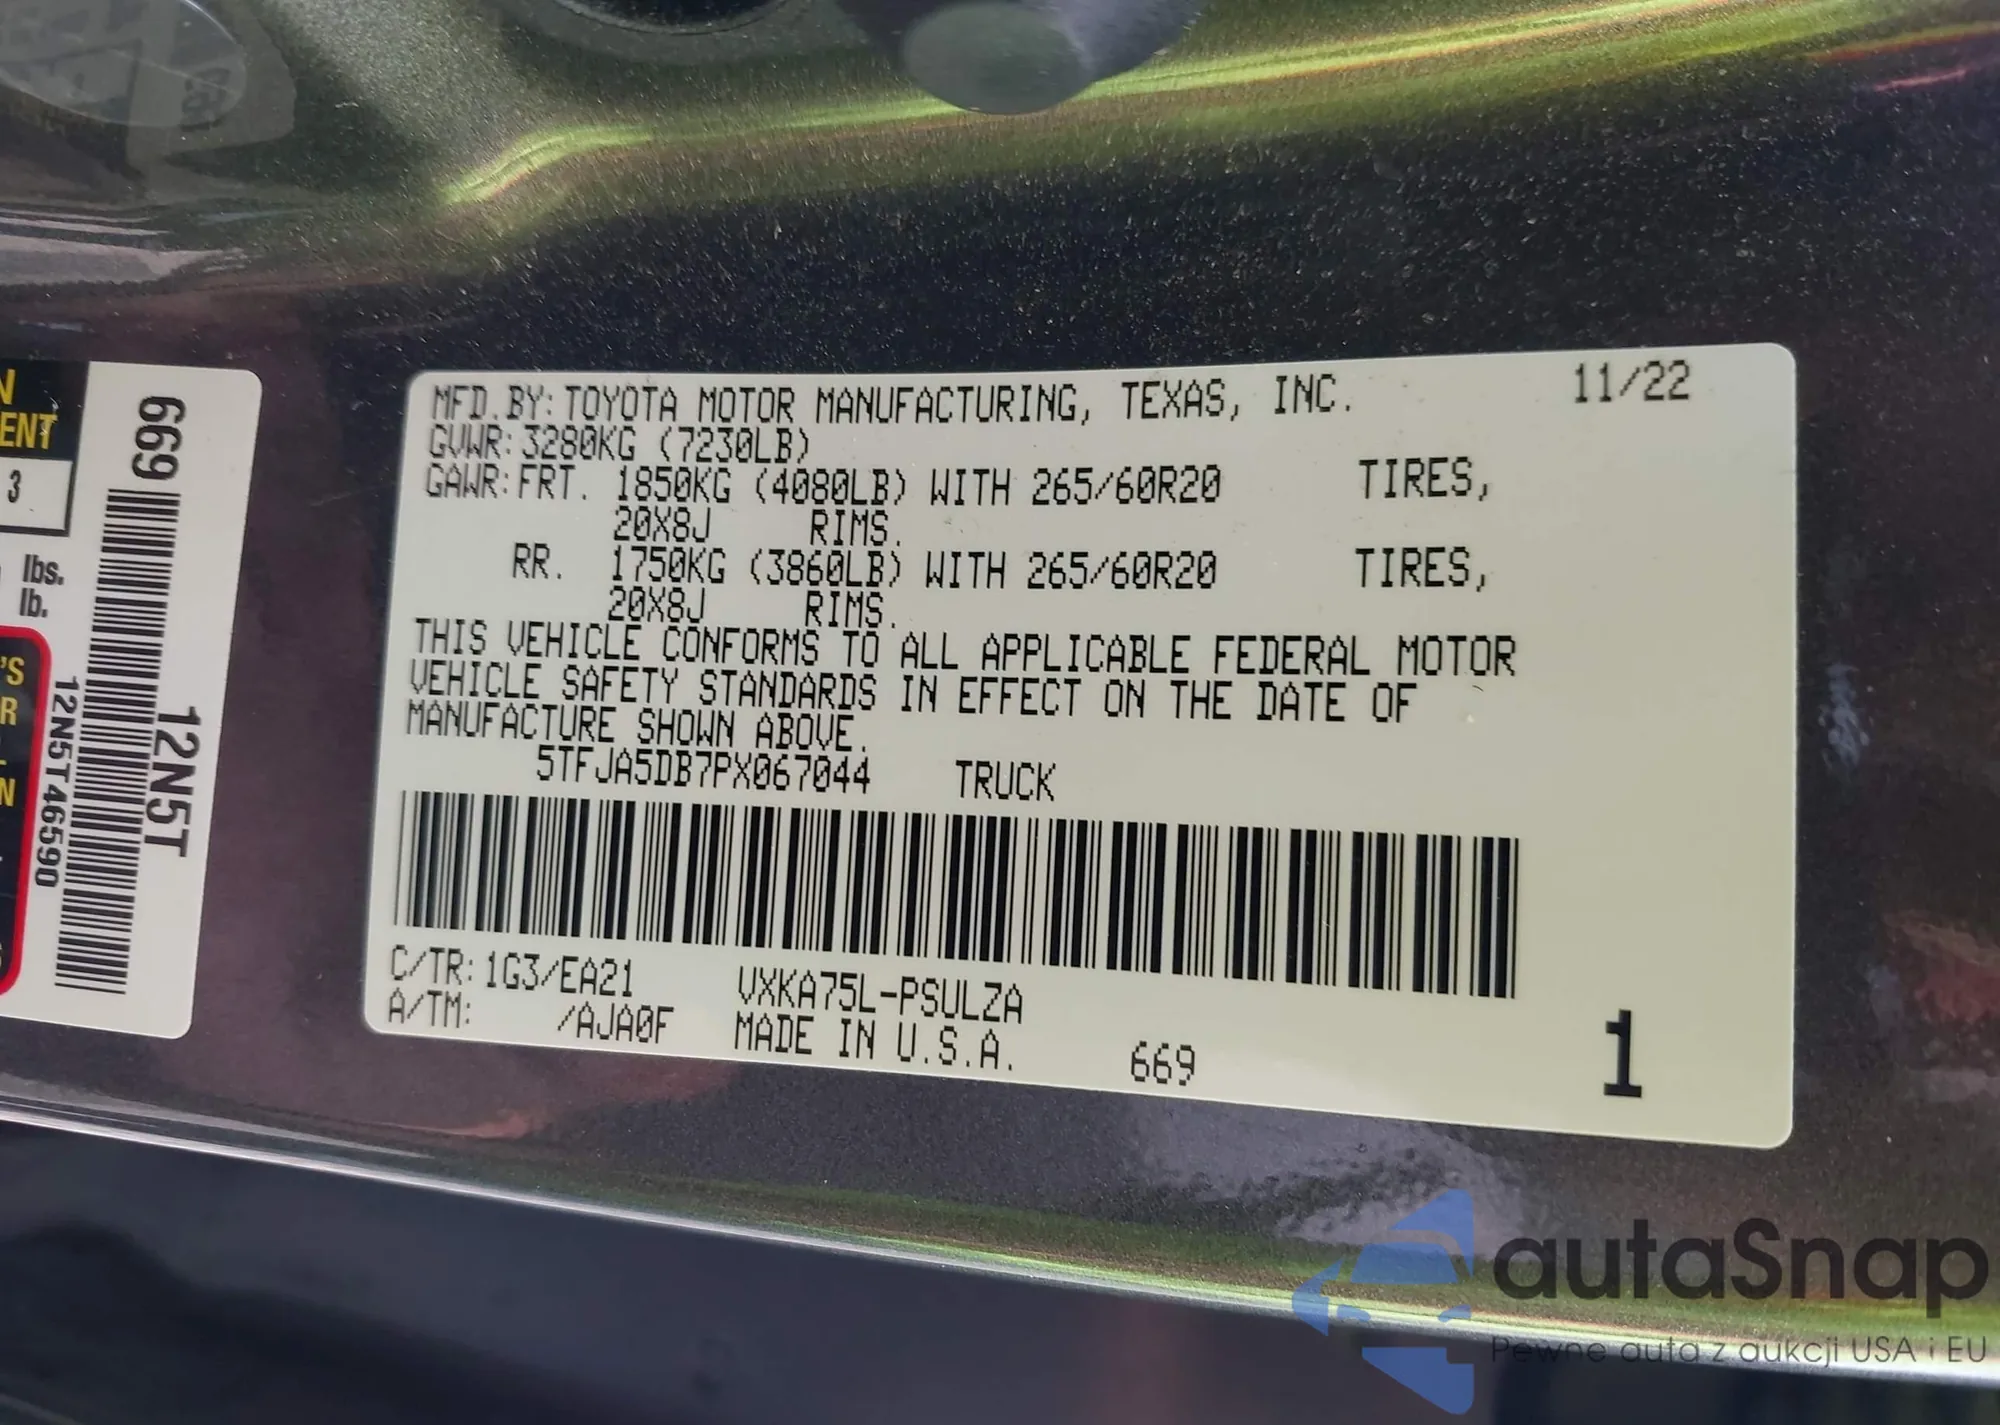 MFD.BY: TOYOTA MOTOR MANUFACTURING, TEXAS, INC. 11/22
GVWR: 3280KG (7230LB)
GAWR: FRT. 1850KG (4080LB) WITH 265/60R20 TIRES,
20X8J RIMS.
RR. 1750KG (3860LB) WITH 265/60R20 TIRES,
20X8J RIMS.
THIS VEHICLE CONFORMS TO ALL APPLICABLE FEDERAL MOTOR
VEHICLE SAFETY STANDARDS IN EFFECT ON THE DATE OF
MANUFACTURE SHOWN ABOVE.
5TFJA5DB7PX067044 TRUCK
C/TR: 1G3/EA21 VXKA75L-PSULZA
A/TM: /AJA0F MADE IN U.S.A. 669
1
669
12N5T
12N5T46590
3
lbs.
lb.
autaSnap
Pewne auta z aukcji USA i EU